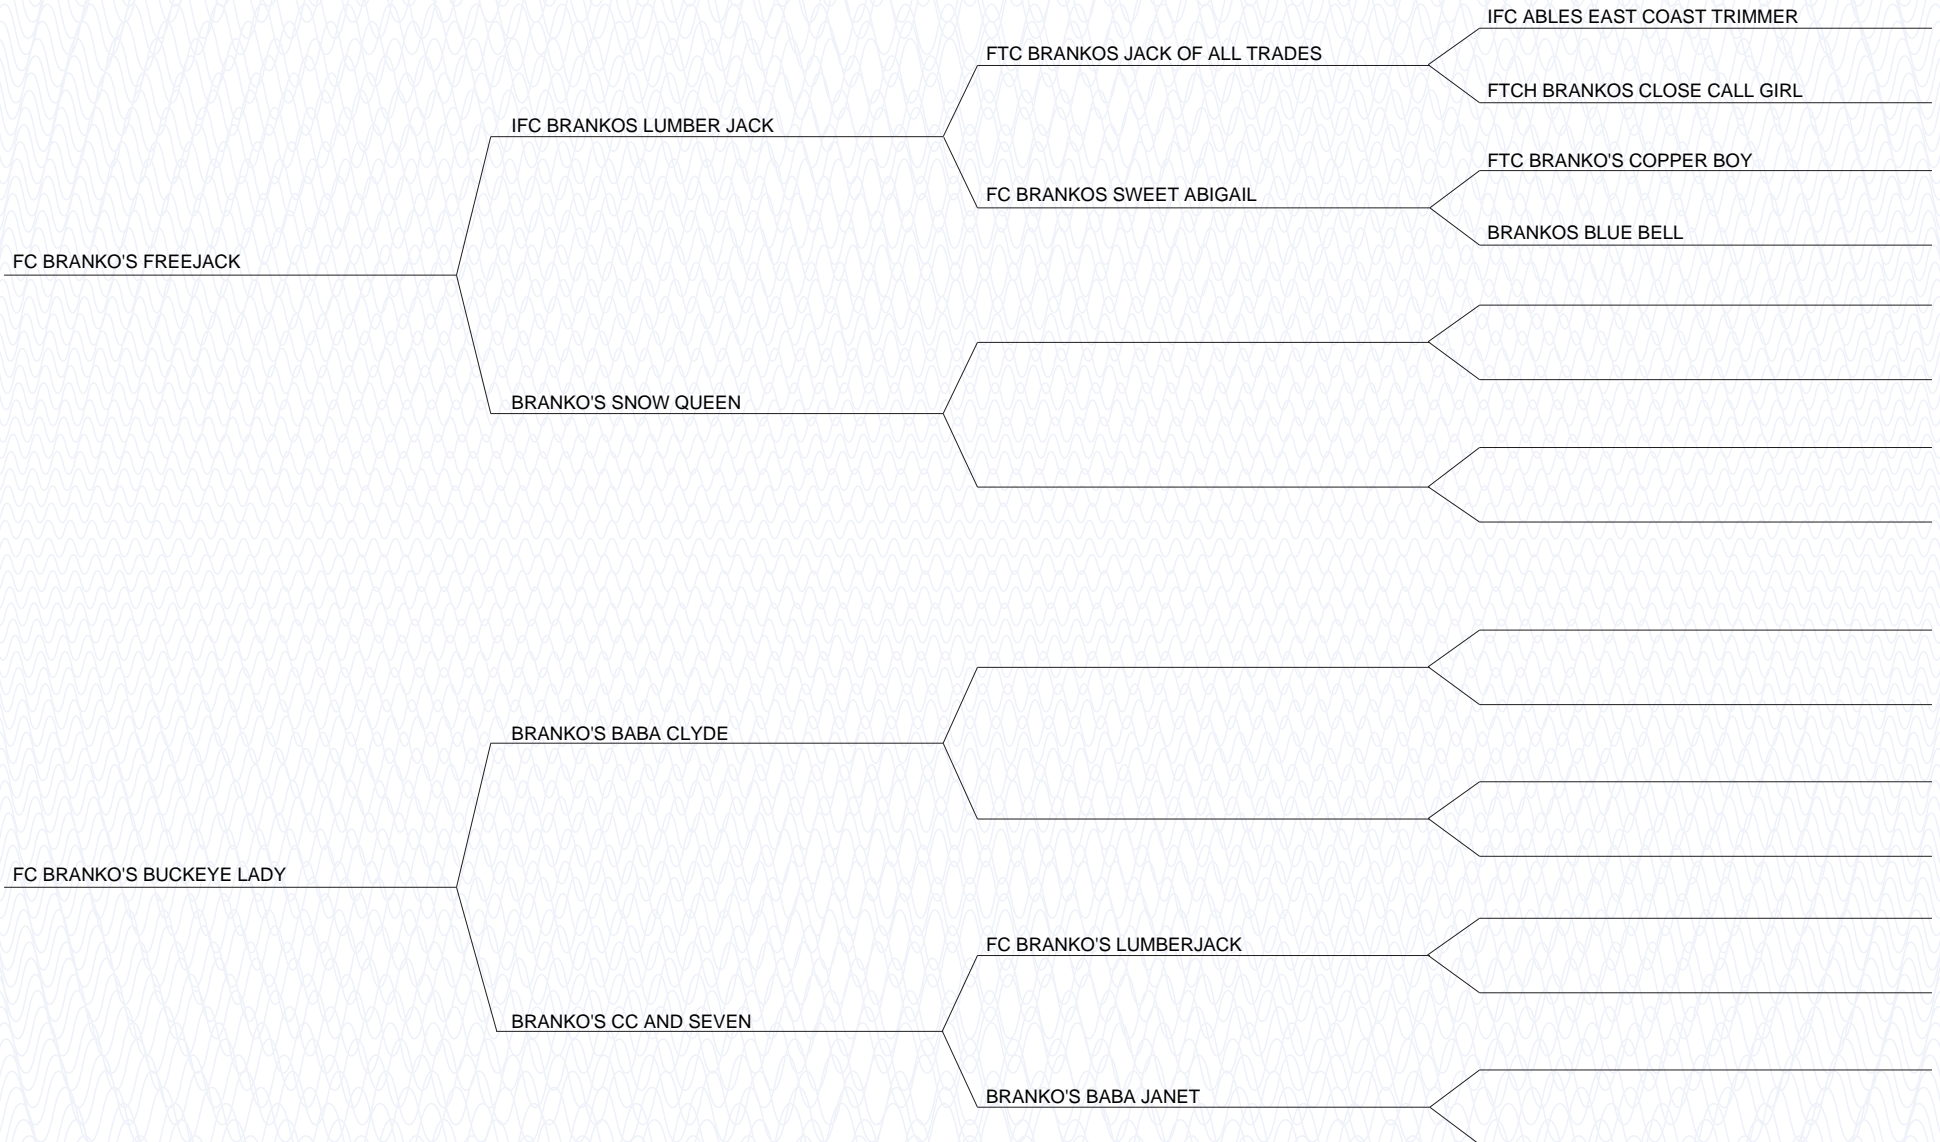 IFC ABLES EAST COAST TRIMMER
FTC BRANKOS JACK OF ALL TRADES
FTCH BRANKOS CLOSE CALL GIRL
IFC BRANKOS LUMBER JACK
FTC BRANKO'S COPPER BOY
FC BRANKOS SWEET ABIGAIL
BRANKOS BLUE BELL
FC BRANKO'S FREEJACK
BRANKO'S SNOW QUEEN
BRANKO'S BABA CLYDE
FC BRANKO'S BUCKEYE LADY
FC BRANKO'S LUMBERJACK
BRANKO'S CC AND SEVEN
BRANKO'S BABA JANET